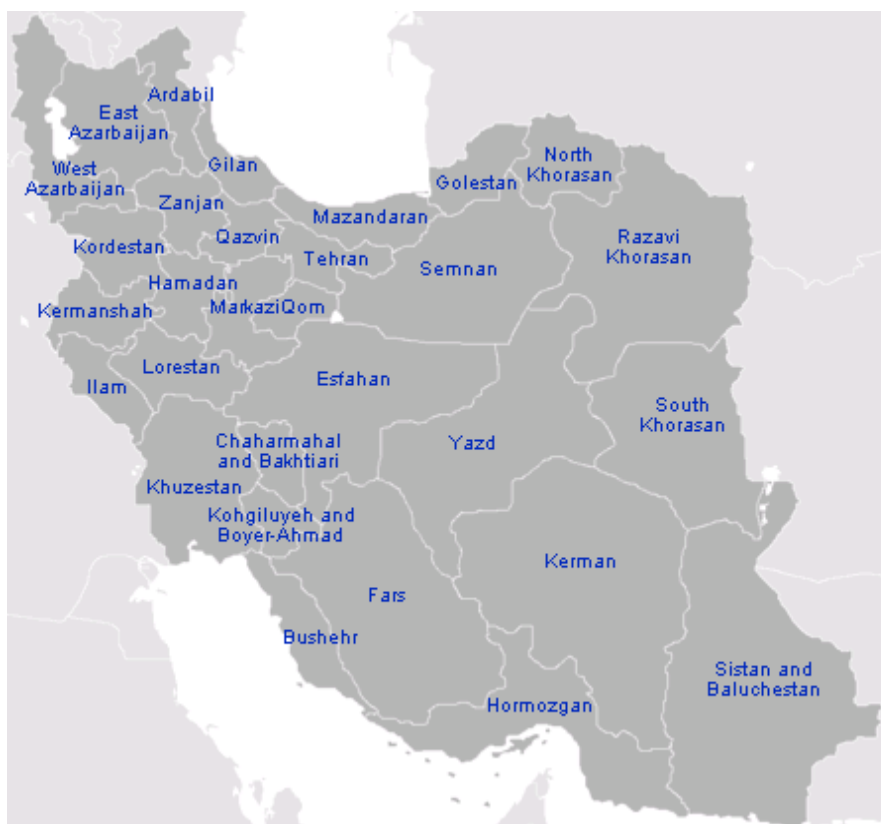 Ardabil
East
Azarbaijan
North
Khorasan
West
Azarbaijan
Gilan
Golestan
Zanjan
Mazandaran
Qazvin
Razavi
Khorasan
Kordestan
Tehran
Semnan
Hamadan
Kermanshah
Markazi
Qom
Lorestan
Esfahan
Ilam
South
Khorasan
Chaharmahal
and Bakhtiari
Yazd
Khuzestan
Kohgiluyeh and
Boyer-Ahmad
Kerman
Fars
Bushehr
Sistan and
Baluchestan
Hormozgan